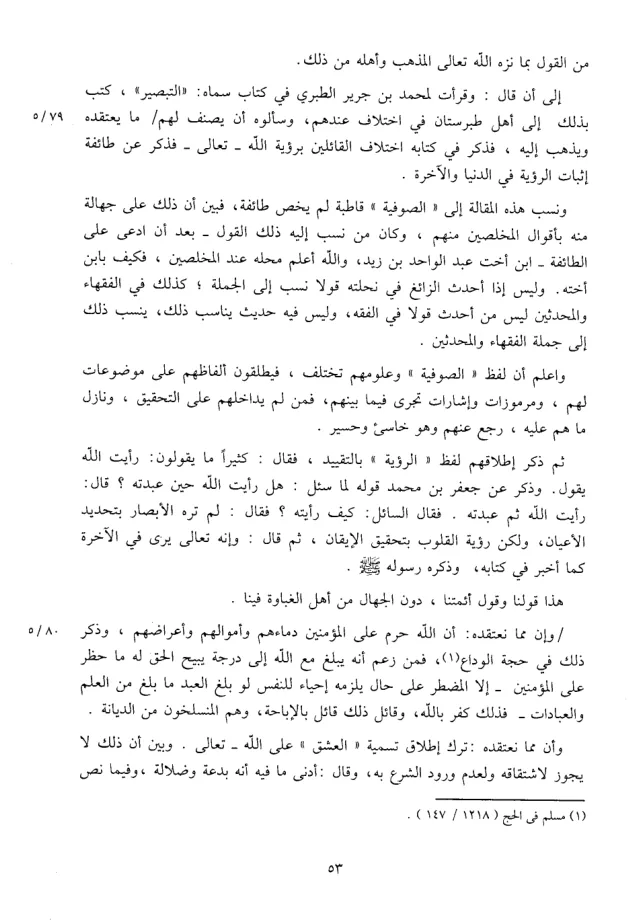 من القول بما نزه الله تعالى المذهب وأهله من ذلك.
إلى أن قال : وقرأت لمحمد بن جرير الطبري في كتاب سماه: «التبصير» ، كتب
٥/٧٩ بذلك إلى أهل طبرستان في اختلاف عندهم، وسألوه أن يصنف لهم/ ما يعتقده
ويذهب إليه ، فذكر في كتابه اختلاف القائلين برؤية الله ـ تعالى ـ فذكر عن طائفة
إثبات الرؤية في الدنيا والآخرة .
ونسب هذه المقالة إلى « الصوفية » قاطبة لم يخص طائفة، فبين أن ذلك على جهالة
منه بأقوال المخلصين منهم ، وكان من نسب إليه ذلك القول ـ بعد أن ادعى على
الطائفة ـ ابن أخت عبد الواحد بن زيد، والله أعلم محله عند المخلصين ، فكيف بابن
أخته. وليس إذا أحدث الزائغ في نحلته قولا نسب إلى الجملة ؛ كذلك في الفقهاء
والمحدثين ليس من أحدث قولا في الفقه، وليس فيه حديث يناسب ذلك، ينسب ذلك
إلى جملة الفقهاء والمحدثين .
واعلم أن لفظ « الصوفية » وعلومهم تختلف ، فيطلقون ألفاظهم على موضوعات
لهم ، ومرموزات وإشارات تجرى فيما بينهم، فمن لم يداخلهم على التحقيق ، ونازل
ما هم عليه ، رجع عنهم وهو خاسئ وحسير .
ثم ذكر إطلاقهم لفظ « الرؤية » بالتقييد ، فقال : كثيراً ما يقولون: رأيت الله
يقول. وذكر عن جعفر بن محمد قوله لما سئل : هل رأيت الله حين عبدته ؟ قال:
رأيت الله ثم عبدته . فقال السائل: كيف رأيته ؟ فقال : لم تره الأبصار بتحديد
الأعيان، ولكن رؤية القلوب بتحقيق الإيقان ، ثم قال : وإنه تعالى يرى في الآخرة
كما أخبر في كتابه، وذكره رسوله ﷺ .
هذا قولنا وقول أئمتنا ، دون الجهال من أهل الغباوة فينا .
٥/٨٠ /وإن مما نعتقده: أن الله حرم على المؤمنين دماءهم وأموالهم وأعراضهم ، وذكر
ذلك في حجة الوداع(١)، فمن زعم أنه يبلغ مع الله إلى درجة يبيح الحق له ما حظر
على المؤمنين ـ إلا المضطر على حال يلزمه إحياء للنفس لو بلغ العبد ما بلغ من العلم
والعبادات ـ فذلك كفر بالله، وقائل ذلك قائل بالإباحة، وهم المنسلخون من الديانة .
وأن مما نعتقده :ترك إطلاق تسمية « العشق » على الله ـ تعالى . وبين أن ذلك لا
يجوز لاشتقاقه ولعدم ورود الشرع به، وقال :أدنى ما فيه أنه بدعة وضلالة ،وفيما نص
(١) مسلم فى الحج ( ١٢١٨ / ١٤٧ ) .
٥٣